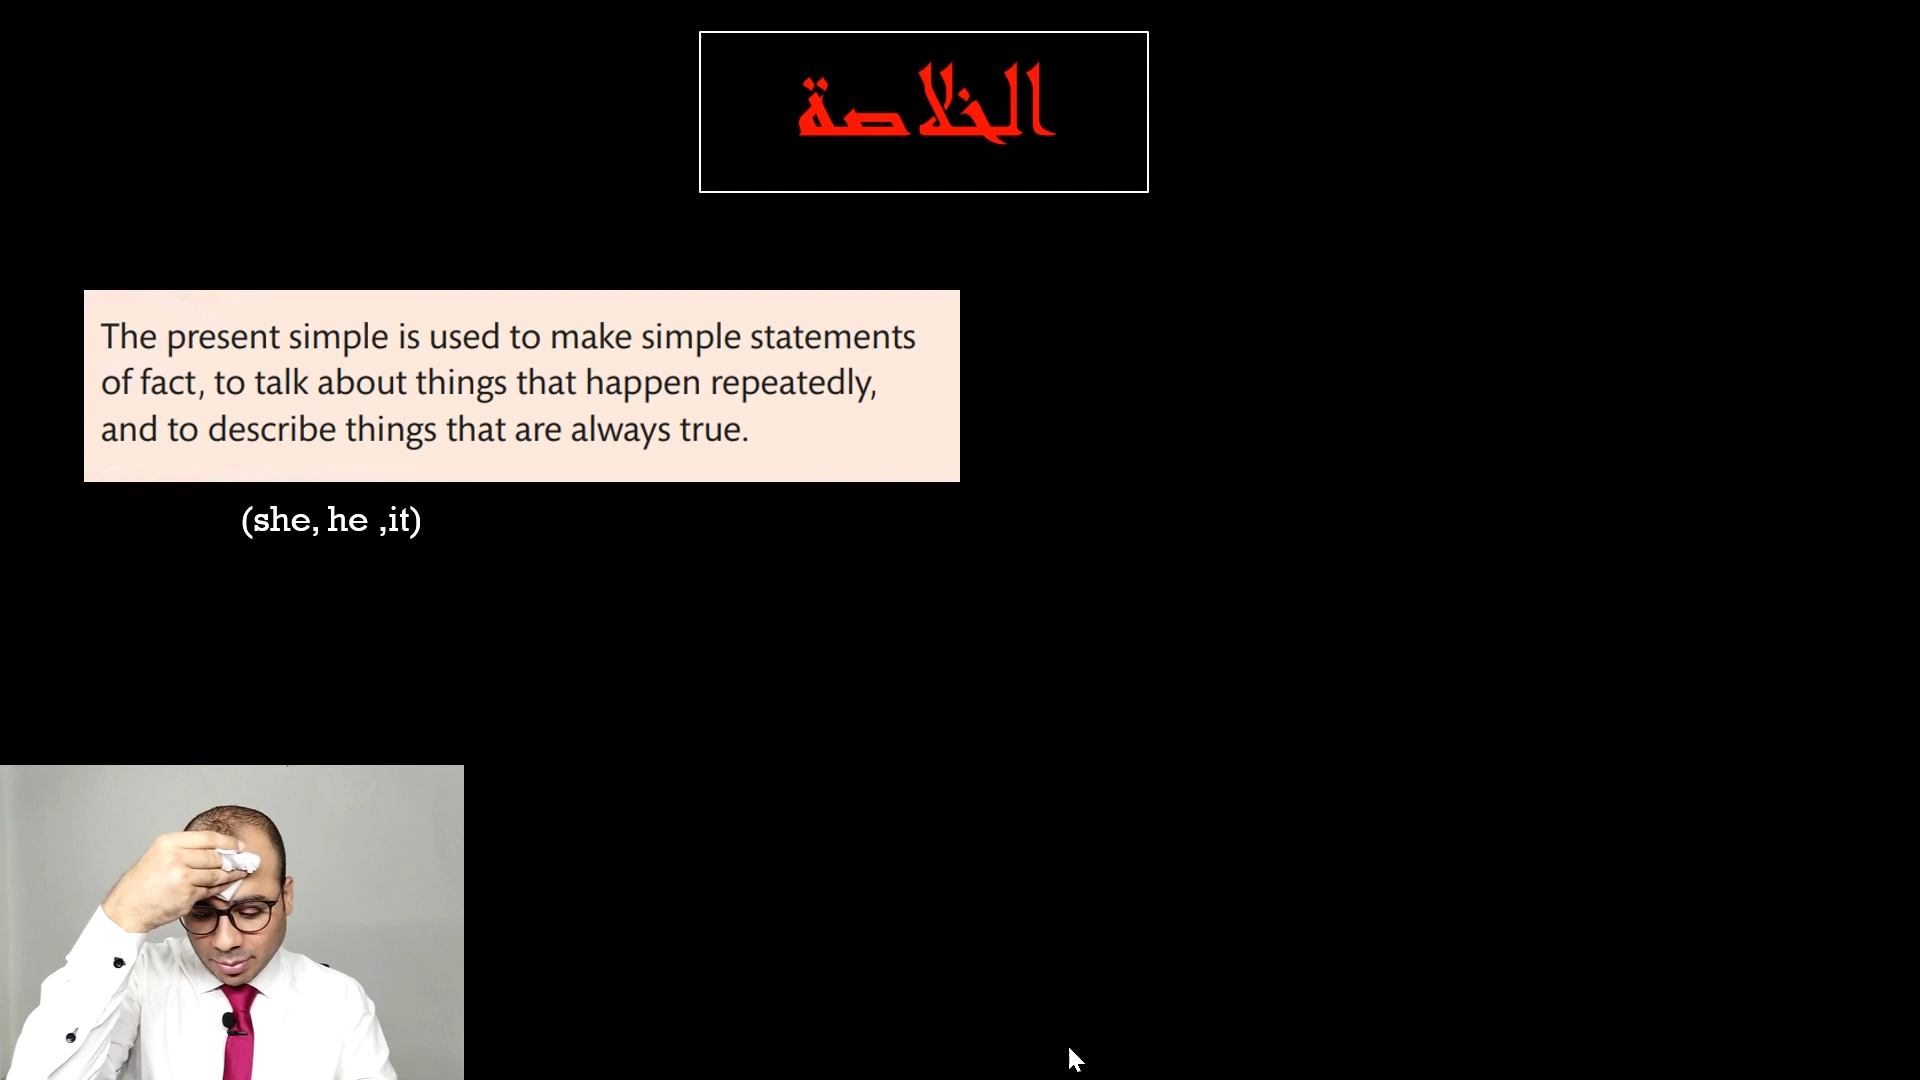 الخلاصة
The present simple is used to make simple statements
of fact, to talk about things that happen repeatedly,
and to describe things that are always true.
(she, he ,it)